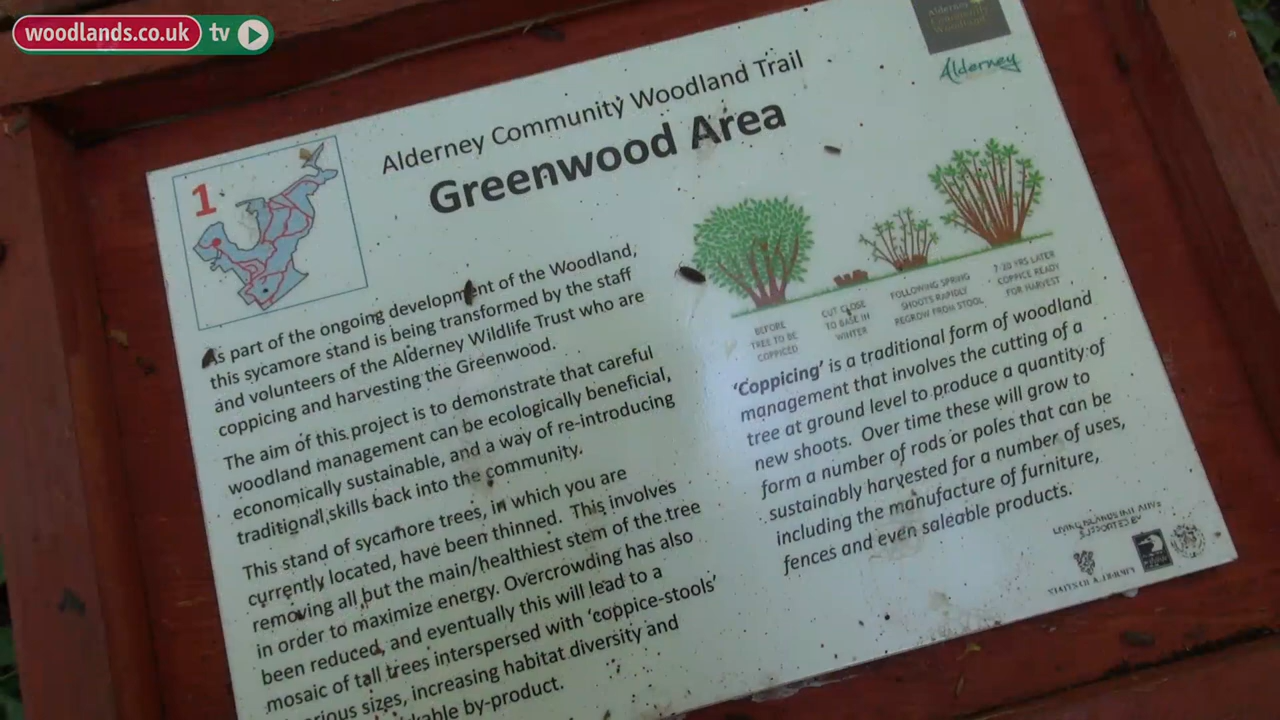 woodlands.co.uk tv
Alderney
Community
Woodland
Alderney
Alderney Community Woodland Trail
Greenwood Area
1
As part of the ongoing development of the Woodland,
this sycamore stand is being transformed by the staff
and volunteers of the Alderney Wildlife Trust who are
coppicing and harvesting the Greenwood.
The aim of this project is to demonstrate that careful
woodland management can be ecologically beneficial,
economically sustainable, and a way of re-introducing
traditional skills back into the community.
This stand of sycamore trees, in which you are
currently located, have been thinned. This involves
removing all but the main/healthiest stem of the tree
in order to maximize energy. Overcrowding has also
been reduced, and eventually this will lead to a
mosaic of tall trees interspersed with 'coppice-stools'
sizes, increasing habitat diversity and
by-product.
BEFORE
TREE TO BE
COPPICED
CUT CLOSE
TO BASE IN
WINTER
FOLLOWING SPRING
SHOOTS RAPIDLY
REGROW FROM STOOL
7-20 YRS LATER
COPPICE READY
FOR HARVEST
'Coppicing' is a traditional form of woodland
management that involves the cutting of a
tree at ground level to produce a quantity of
new shoots. Over time these will grow to
form a number of rods or poles that can be
sustainably harvested for a number of uses,
including the manufacture of furniture,
fences and even saleable products.
SUPPORTED BY